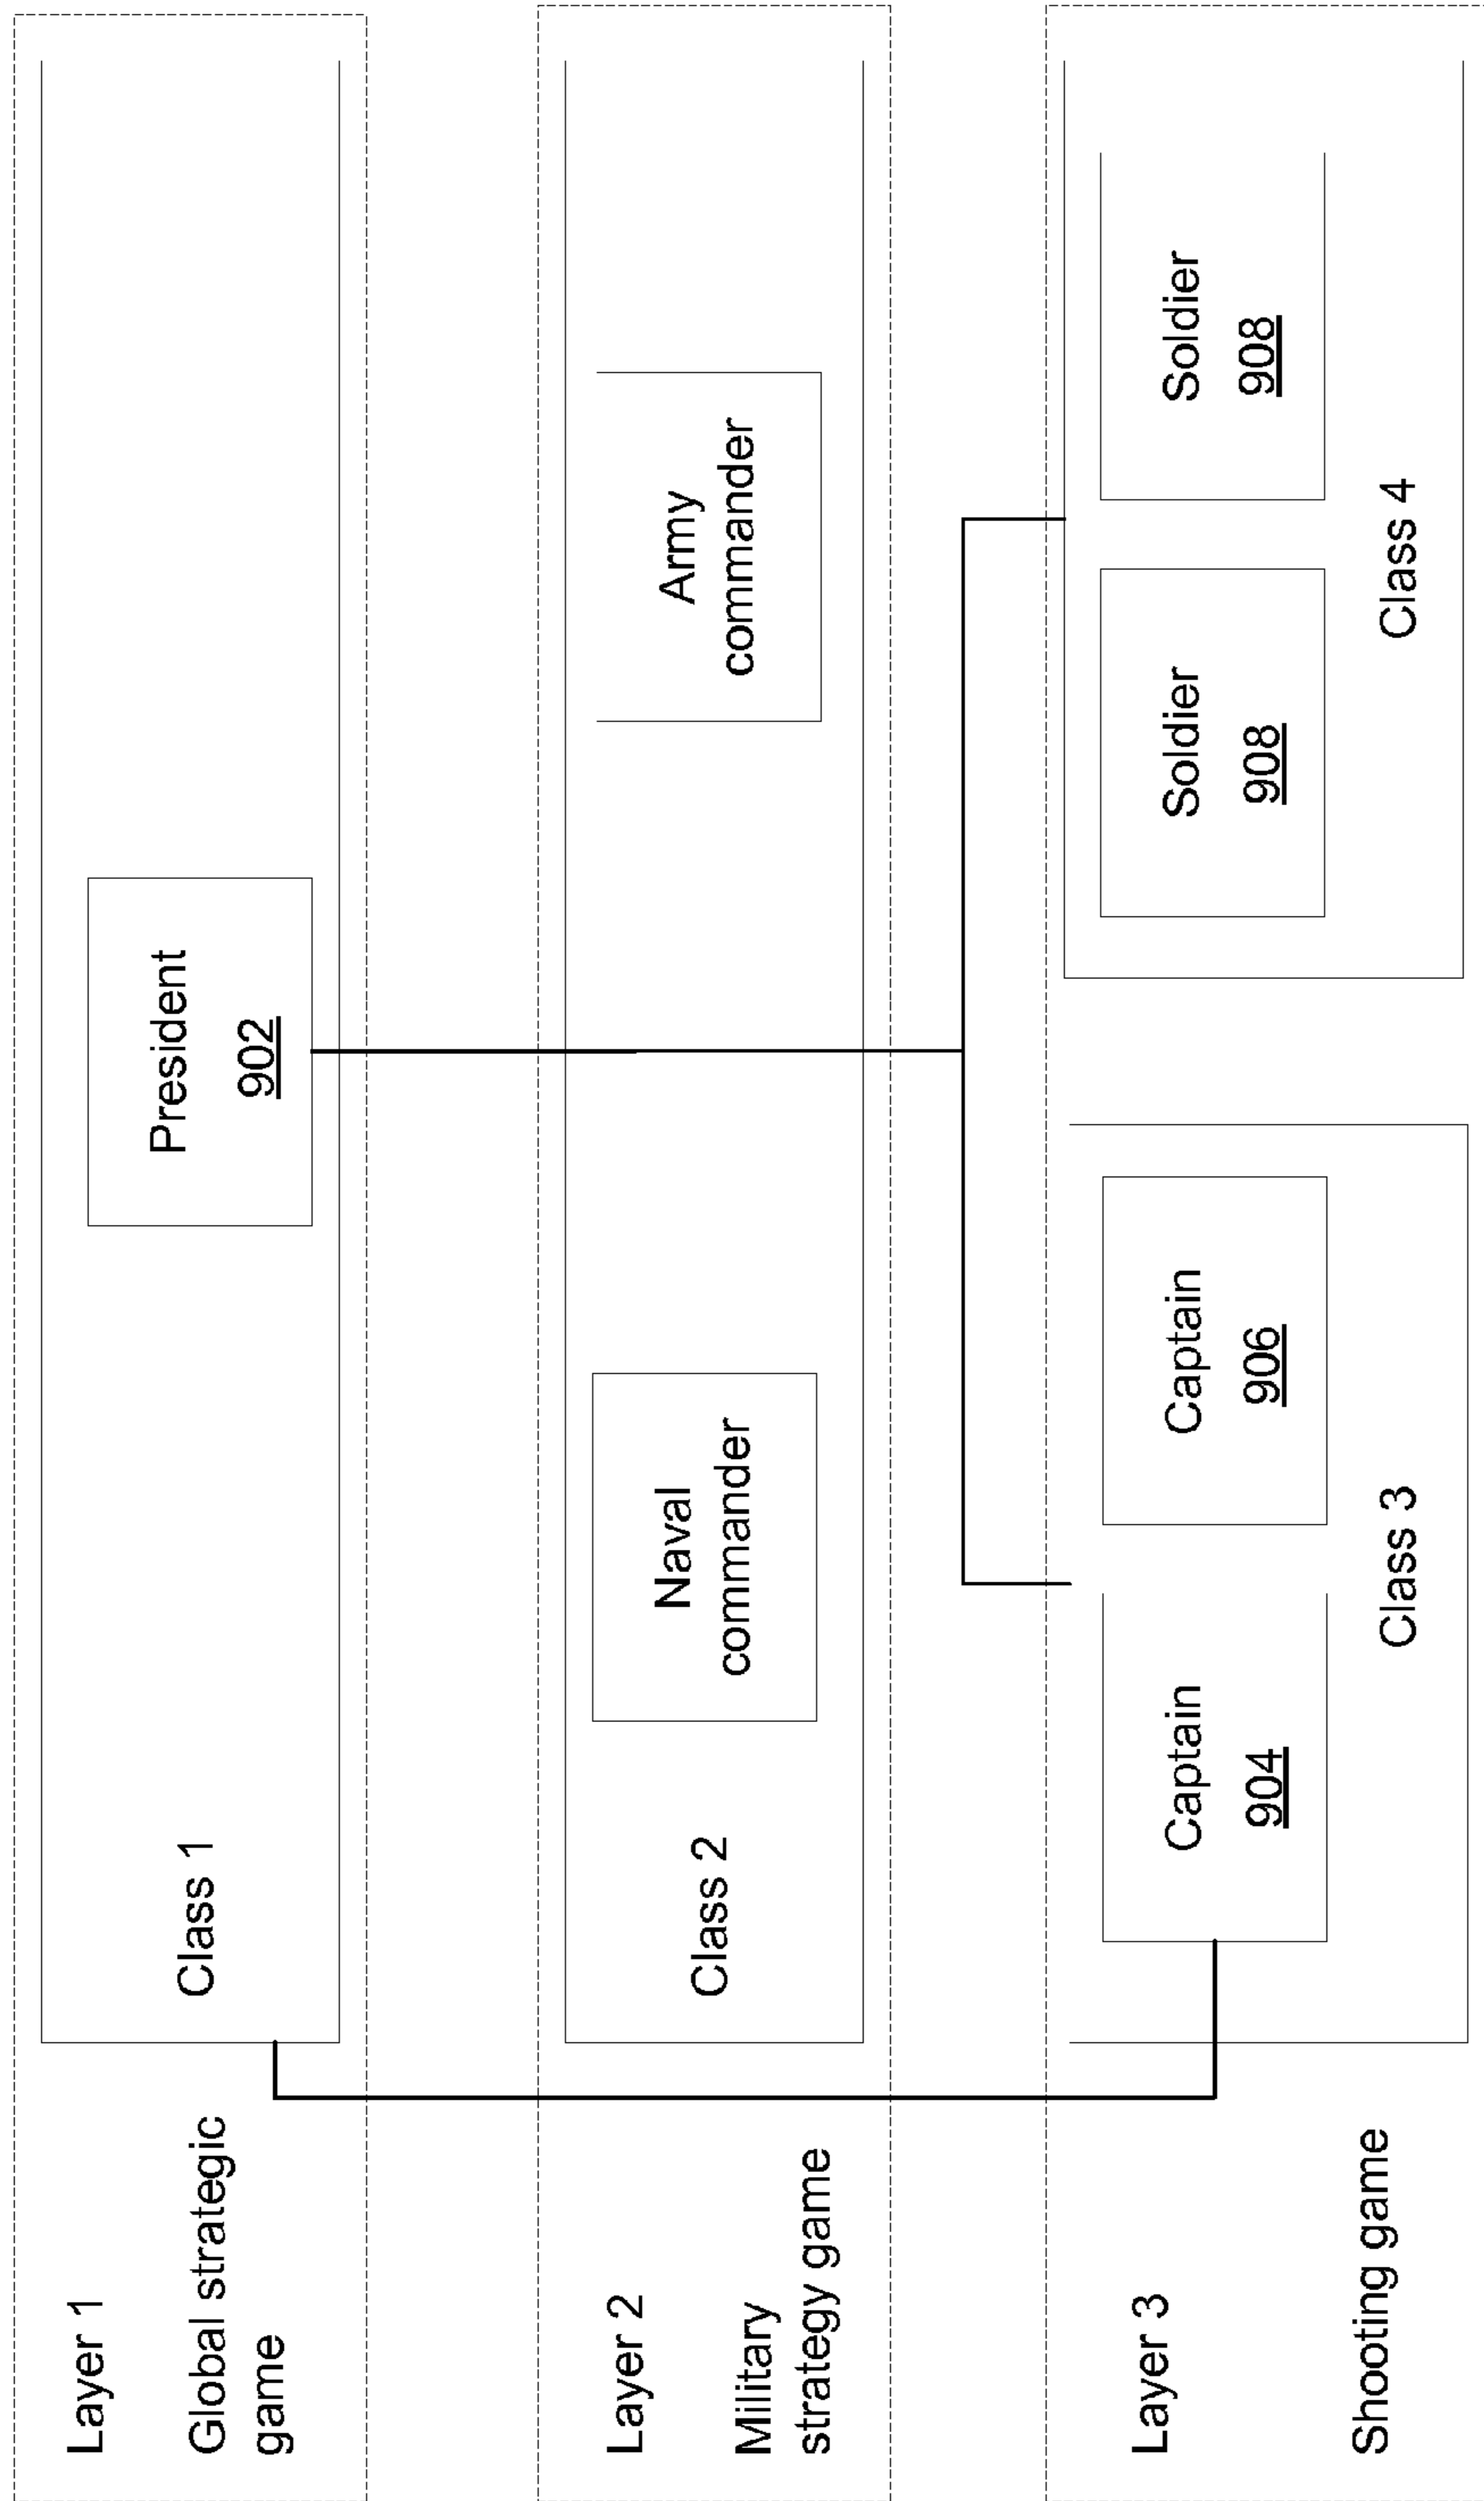 Layer 1
Global strategic
game
Class 1
President
902
Layer 2
Military
strategy game
Class 2
Naval
commander
Army
commander
Layer 3
Shooting game
Captain
904
Captain
906
Class 3
Soldier
908
Soldier
908
Class 4